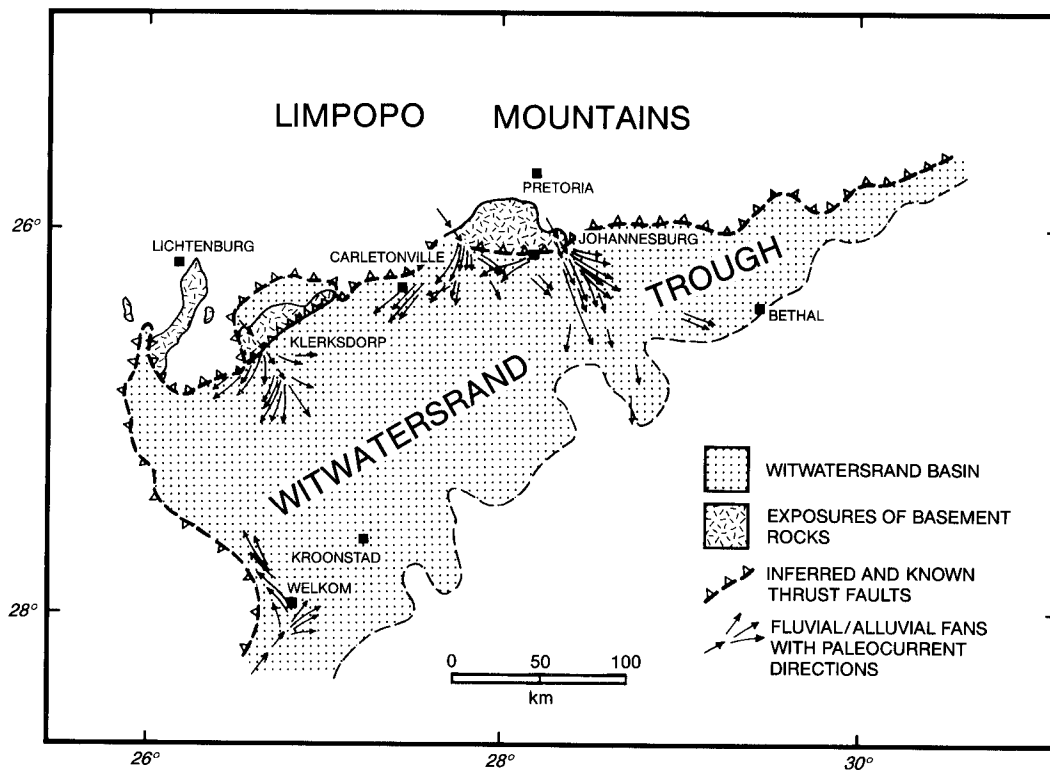 LIMPOPO MOUNTAINS
PRETORIA
26°
LICHTENBURG
JOHANNESBURG
CARLETONVILLE
TROUGH
BETHAL
KLERKSDORP
WITWATERSRAND
WITWATERSRAND BASIN
EXPOSURES OF BASEMENT
ROCKS
KROONSTAD
INFERRED AND KNOWN
THRUST FAULTS
WELKOM
28°
FLUVIAL/ALLUVIAL FANS
WITH PALEOCURRENT
DIRECTIONS
0 50 100
km
26° 28° 30°